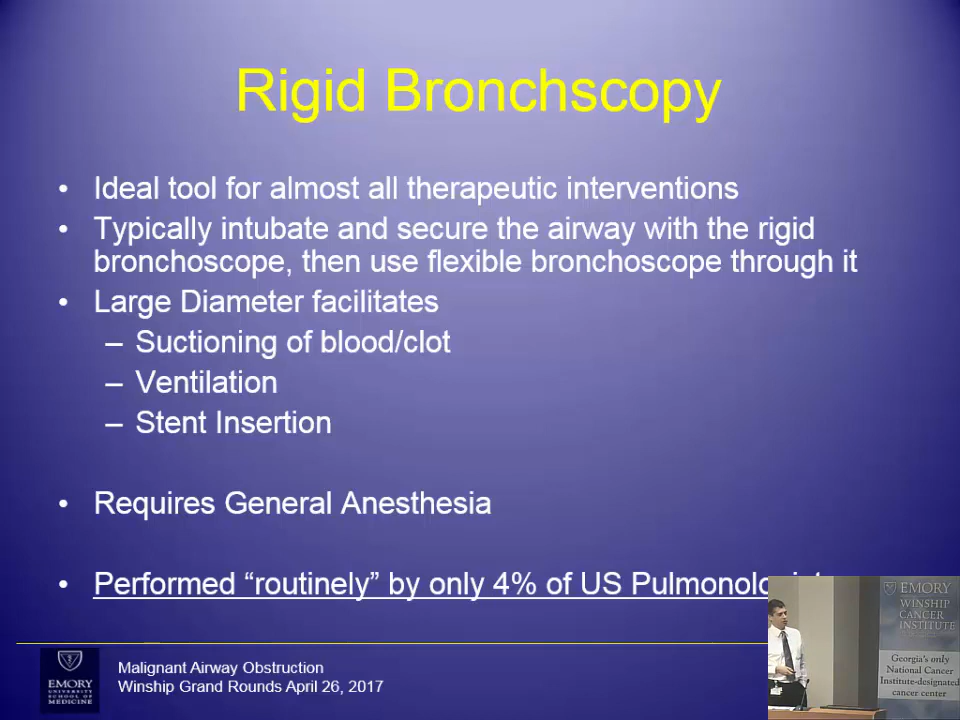 Rigid Bronchscopy
• Ideal tool for almost all therapeutic interventions
• Typically intubate and secure the airway with the rigid
bronchoscope, then use flexible bronchoscope through it
• Large Diameter facilitates
– Suctioning of blood/clot
– Ventilation
– Stent Insertion
• Requires General Anesthesia
• Performed “routinely” by only 4% of US
Malignant Airway Obstruction
Winship Grand Rounds April 26, 2017
EMORY
UNIVERSITY
SCHOOL OF
MEDICINE
EMORY
WINSHIP
CANCER
INSTITUTE
Georgia's only
National Cancer
Institute-designated
cancer center